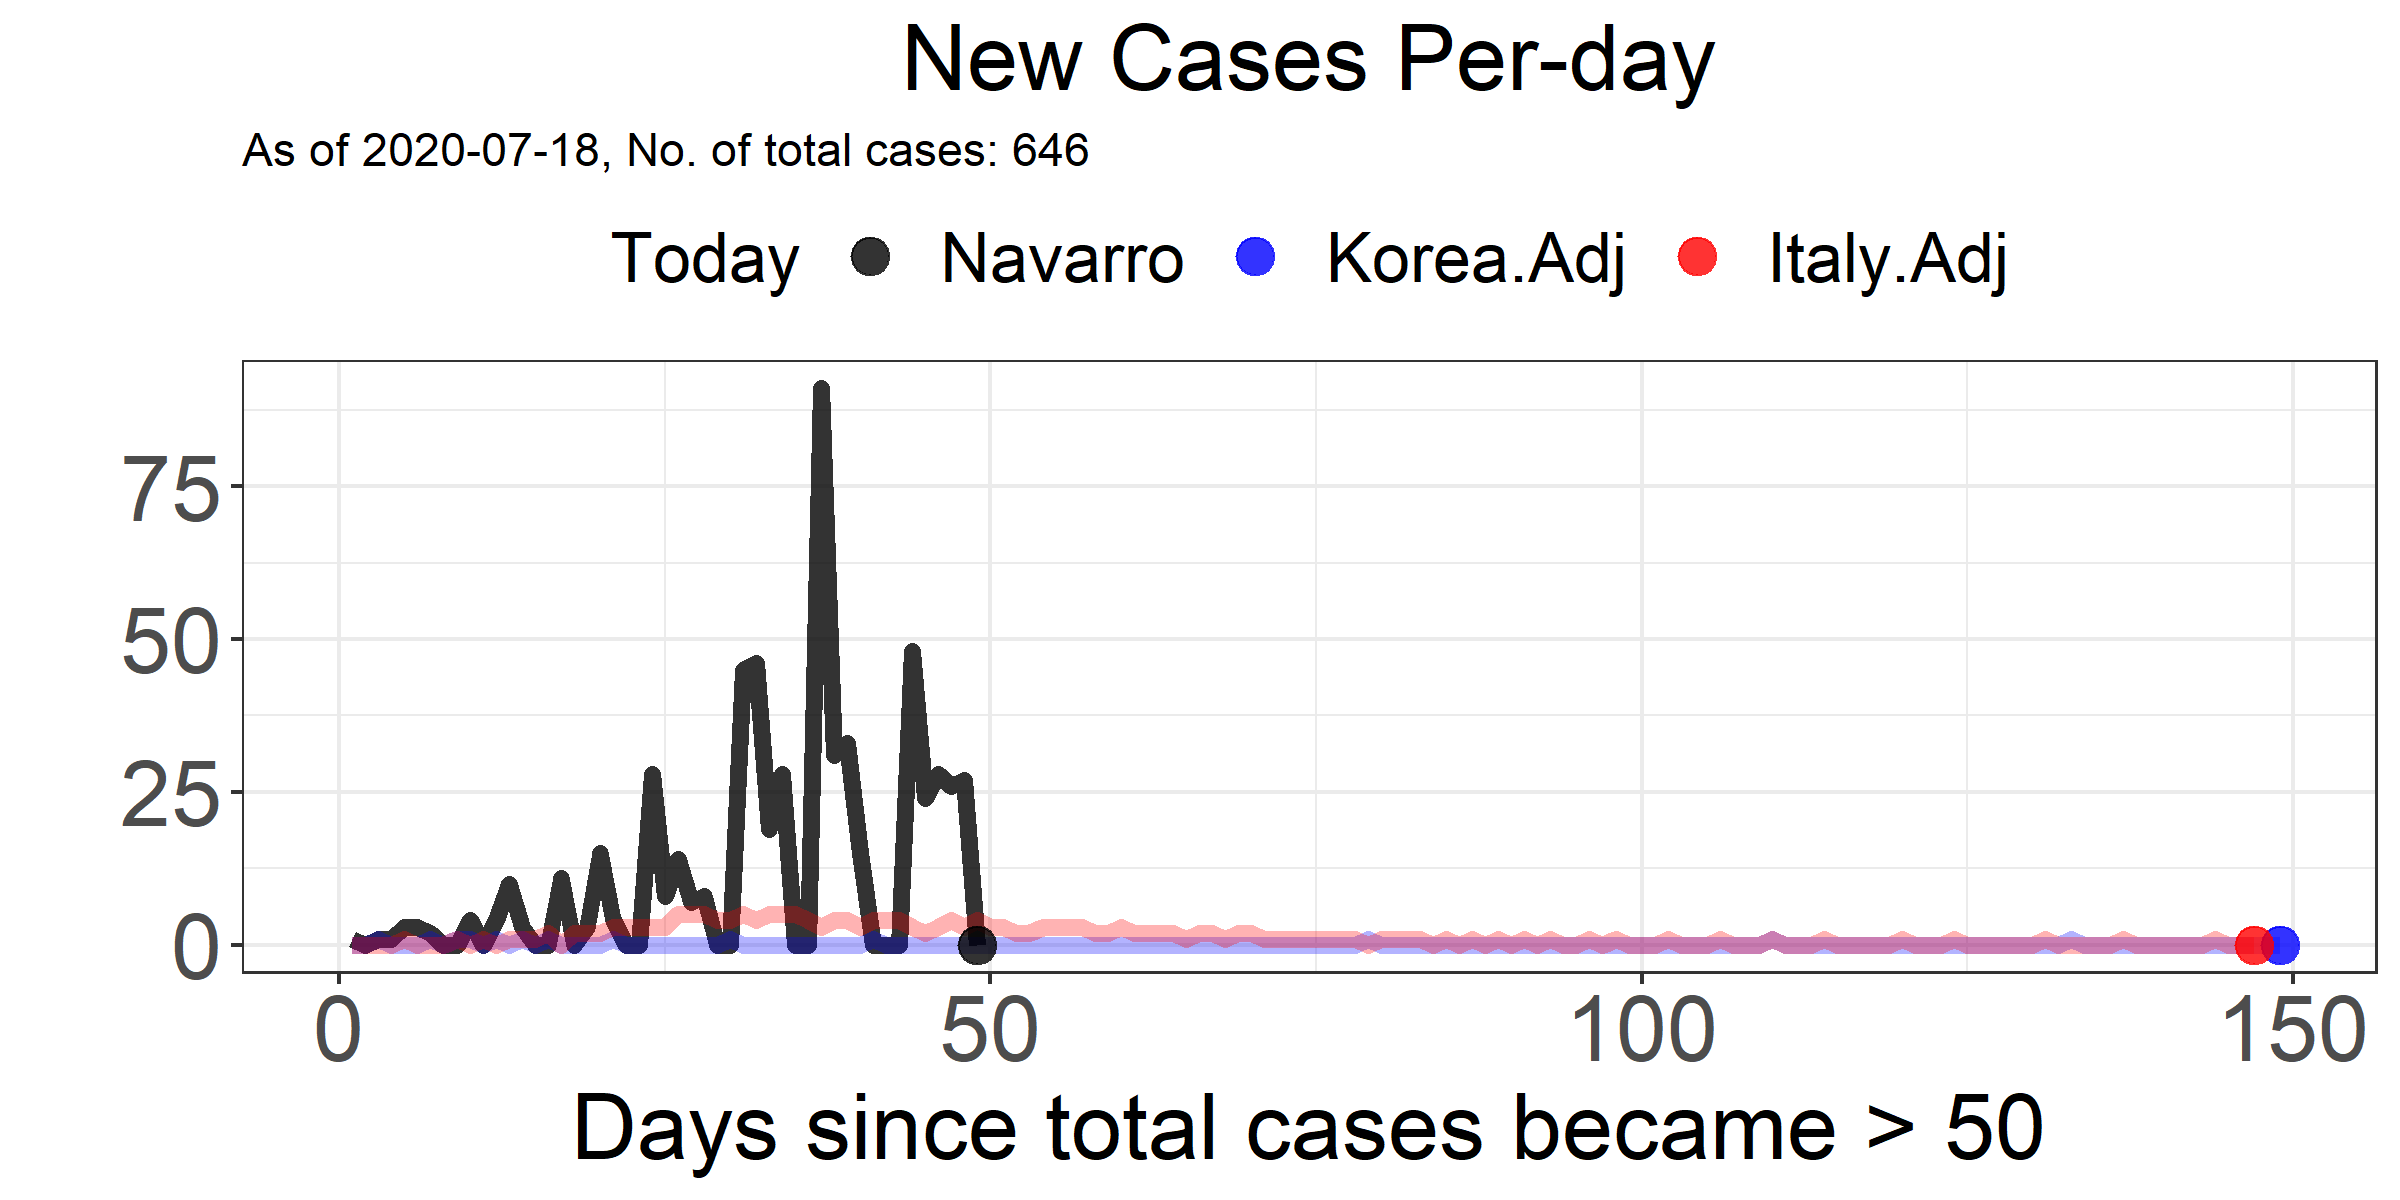 New Cases Per-day
As of 2020-07-18, No. of total cases: 646
Today Navarro Korea.Adj Italy.Adj
75
50
25
0
0 50 100 150
Days since total cases became > 50